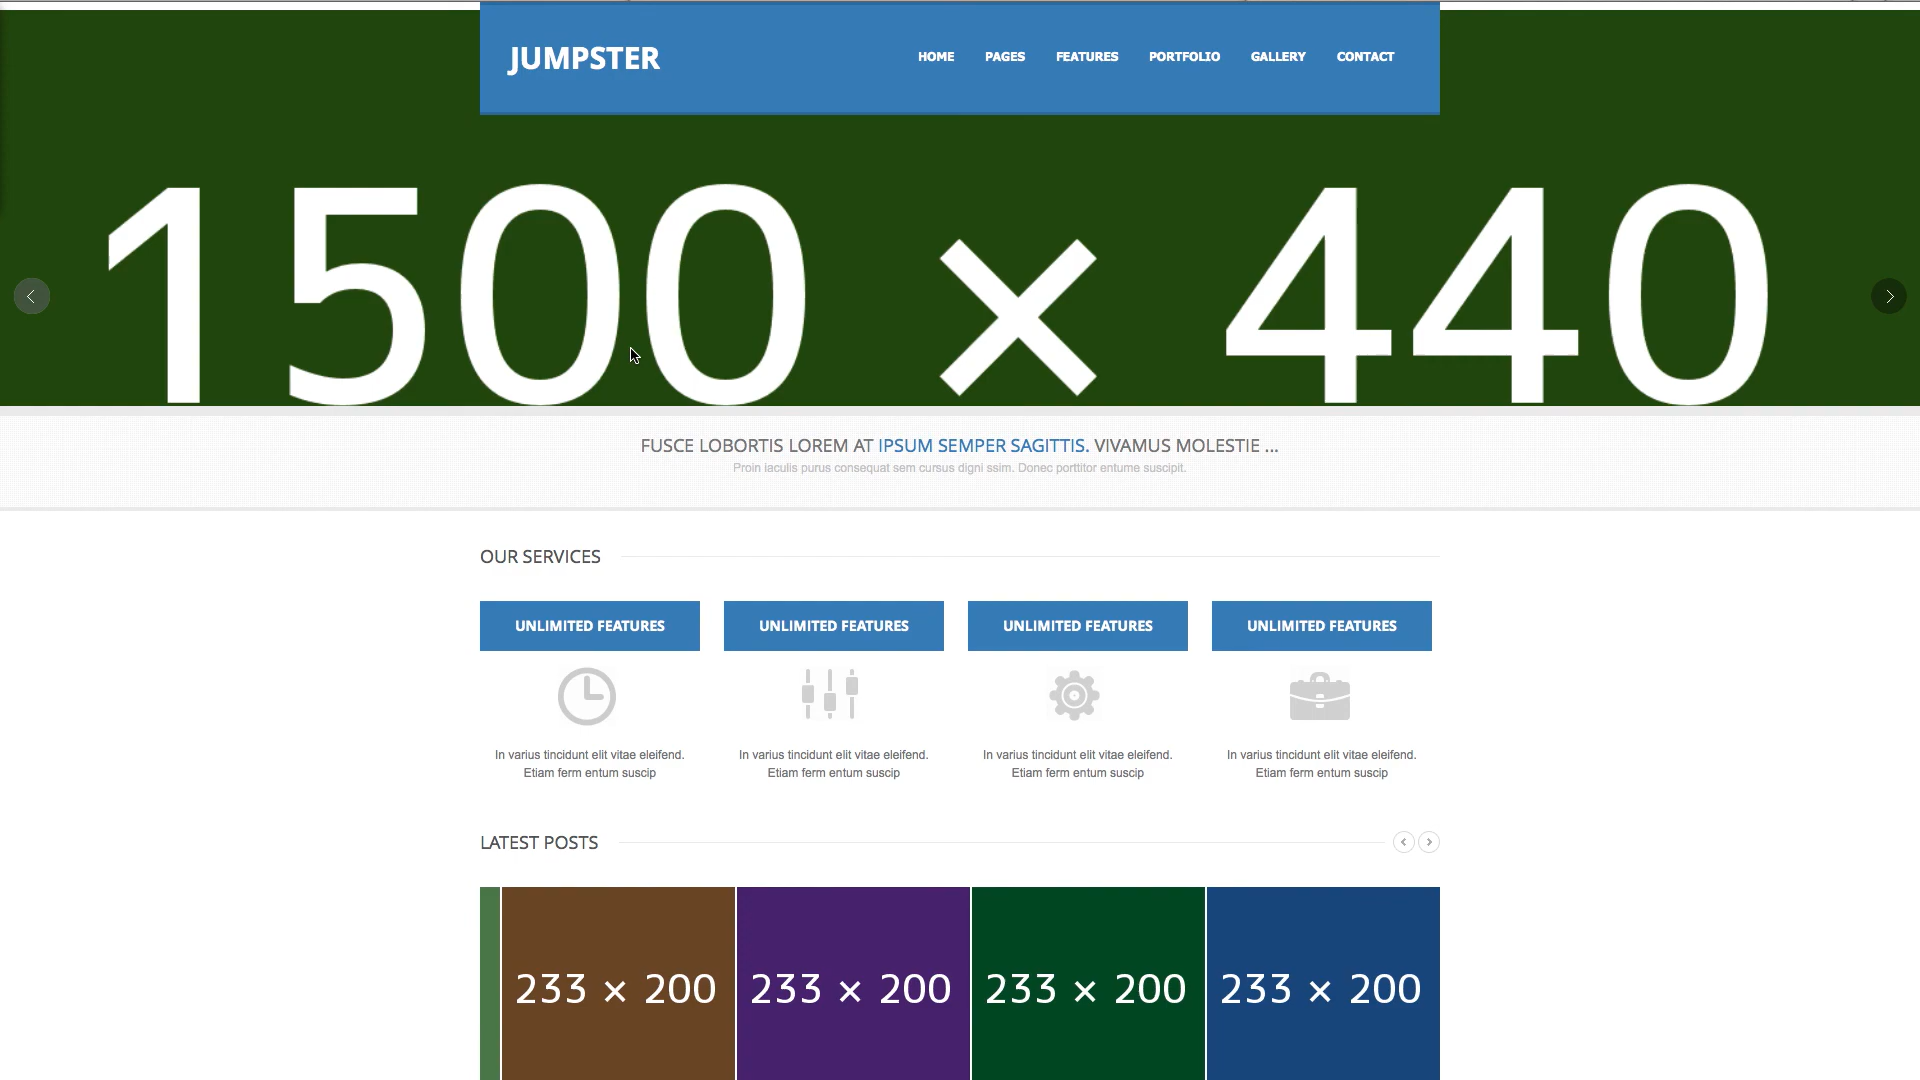 JUMPSTER
HOME PAGES FEATURES PORTFOLIO GALLERY CONTACT
1500 × 440
FUSCE LOBORTIS LOREM AT IPSUM SEMPER SAGITTIS. VIVAMUS MOLESTIE ...
Proin iaculis purus consequat sem cursus digni ssim. Donec porttitor entume suscipit.
OUR SERVICES
UNLIMITED FEATURES UNLIMITED FEATURES UNLIMITED FEATURES UNLIMITED FEATURES
In varius tincidunt elit vitae eleifend. In varius tincidunt elit vitae eleifend. In varius tincidunt elit vitae eleifend. In varius tincidunt elit vitae eleifend.
Etiam ferm entum suscip Etiam ferm entum suscip Etiam ferm entum suscip Etiam ferm entum suscip
LATEST POSTS
233 × 200 233 × 200 233 × 200 233 × 200